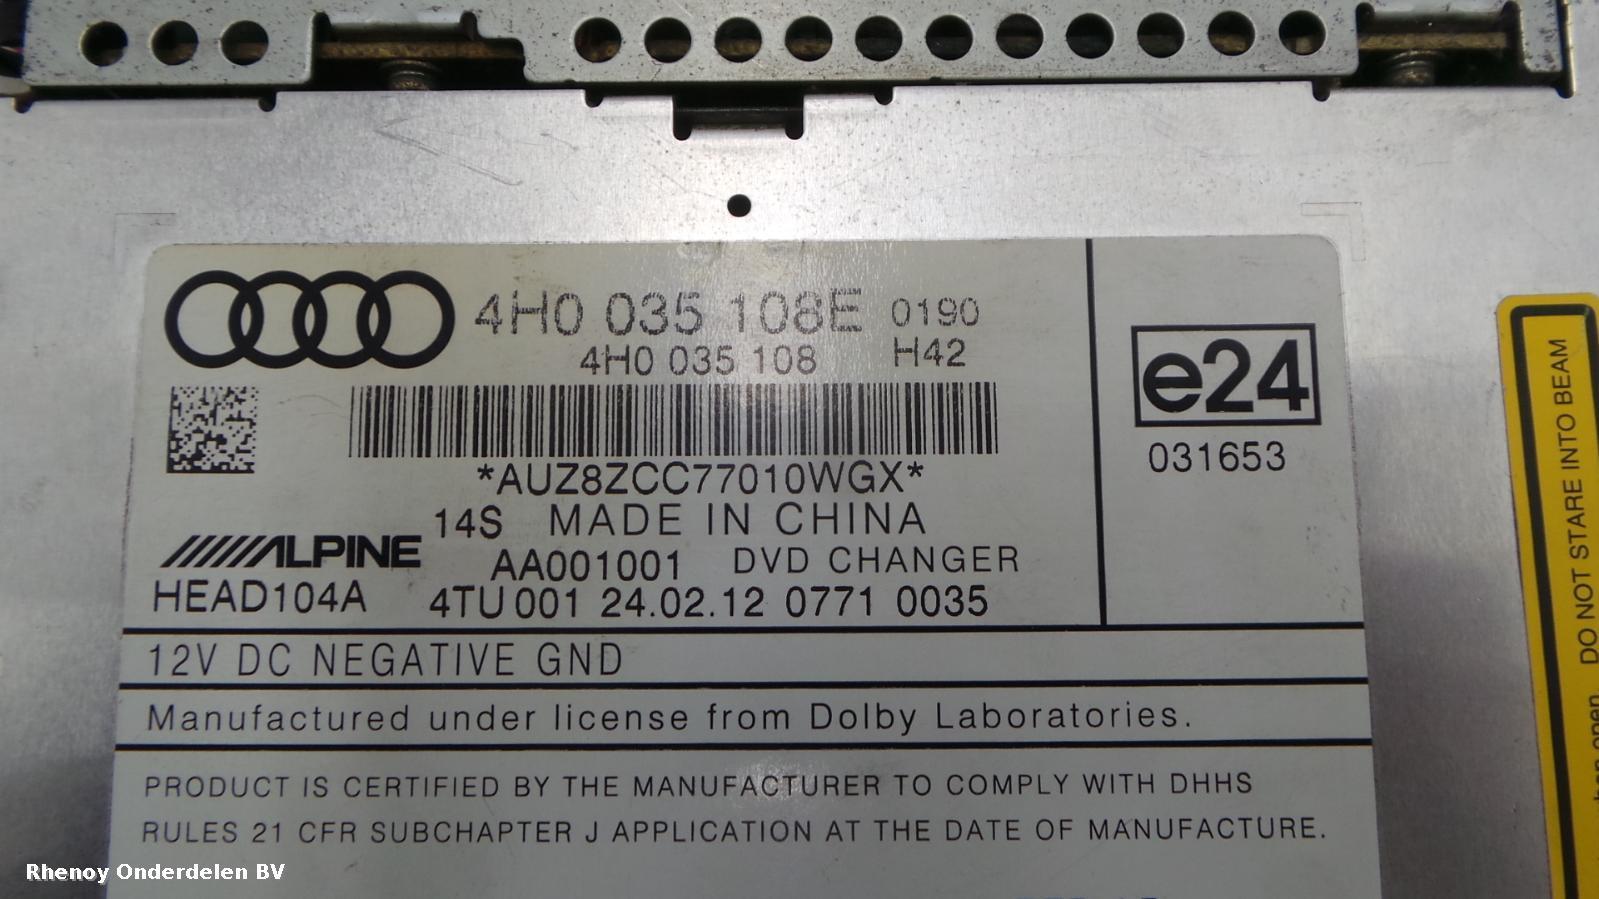 4H0 035 108E 0190
4H0 035 108 H42
*AUZ8ZCC77010WGX*
14S MADE IN CHINA
ALPINE AA001001 DVD CHANGER
HEAD104A 4TU001 24.02.12 0771 0035
e24
031653
12V DC NEGATIVE GND
Manufactured under license from Dolby Laboratories.
PRODUCT IS CERTIFIED BY THE MANUFACTURER TO COMPLY WITH DHHS
RULES 21 CFR SUBCHAPTER J APPLICATION AT THE DATE OF MANUFACTURE.
DO NOT STARE INTO BEAM
open
Rhenoy Onderdelen BV